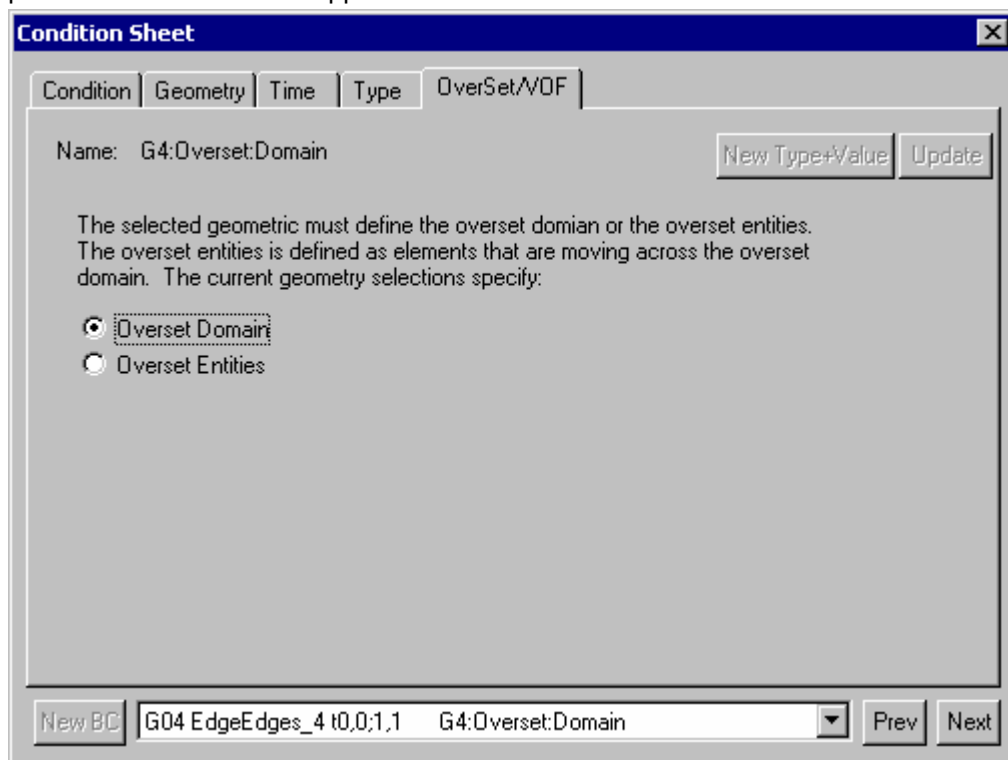 Condition Sheet
Condition Geometry Time Type OverSet/VOF
Name: G4:Overset:Domain New Type+Value Update
The selected geometric must define the overset domian or the overset entities.
The overset entities is defined as elements that are moving across the overset
domain. The current geometry selections specify:
Overset Domain
Overset Entities
New BC G04 EdgeEdges_4 t0,0;1,1 G4:Overset:Domain Prev Next